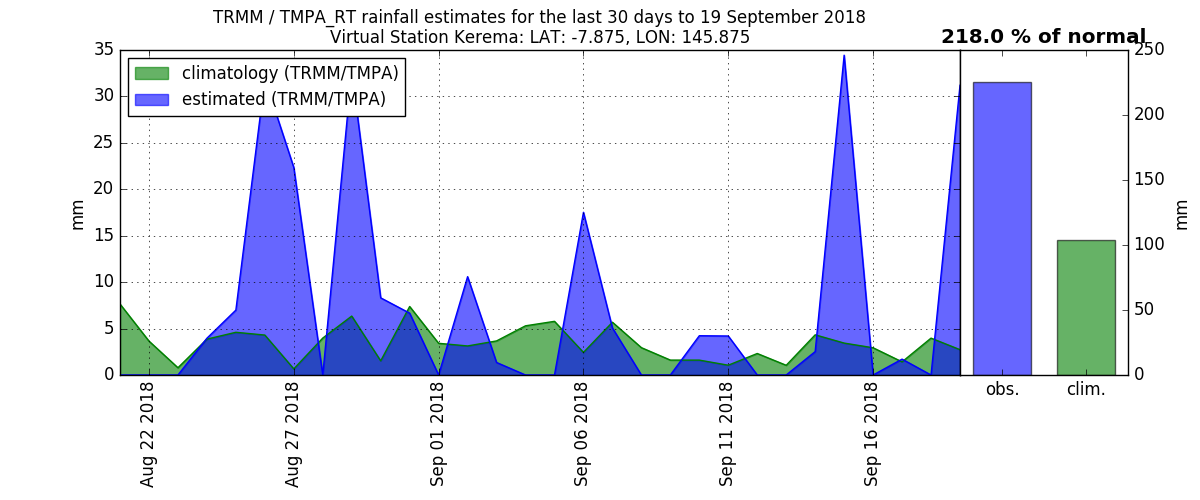 TRMM / TMPA_RT rainfall estimates for the last 30 days to 19 September 2018
Virtual Station Kerema: LAT: -7.875, LON: 145.875
218.0 % of normal
climatology (TRMM/TMPA)
estimated (TRMM/TMPA)
mm
35
30
25
20
15
10
5
0
Aug 22 2018
Aug 27 2018
Sep 01 2018
Sep 06 2018
Sep 11 2018
Sep 16 2018
250
200
150
100
50
0
mm
obs.
clim.